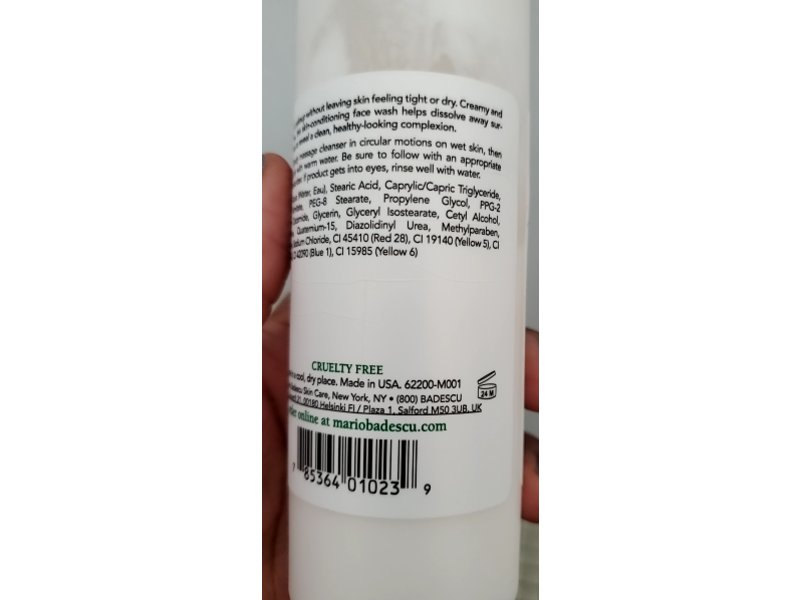 without leaving skin feeling tight or dry. Creamy and
skin-conditioning face wash helps dissolve away sur-
a clean, healthy-looking complexion.
massage cleanser in circular motions on wet skin, then
warm water. Be sure to follow with an appropriate
If product gets into eyes, rinse well with water.
Water, Eau), Stearic Acid, Caprylic/Capric Triglyceride,
PEG-8 Stearate, Propylene Glycol, PPG-2
Glycerin, Glyceryl Isostearate, Cetyl Alcohol,
Quaternium-15, Diazolidinyl Urea, Methylparaben,
Chloride, CI 45410 (Red 28), CI 19140 (Yellow 5), CI
42090 (Blue 1), CI 15985 (Yellow 6)
CRUELTY FREE
cool, dry place. Made in USA. 62200-M001
Badescu Skin Care, New York, NY • (800) BADESCU
21, 00180 Helsinki FI / Plaza 1, Salford M50 3UB, UK
24 M
online at mariobadescu.com
7 85364 01023 9